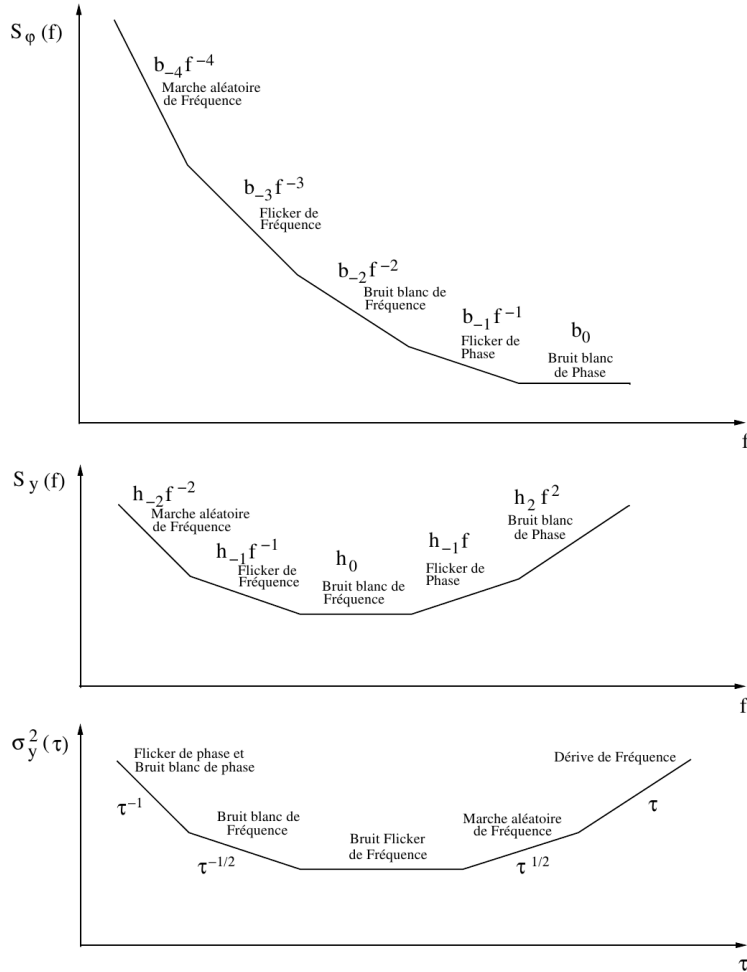 S_φ (f)
b_{-4} f^{-4}
Marche aléatoire
de Fréquence
b_{-3} f^{-3}
Flicker de
Fréquence
b_{-2} f^{-2}
Bruit blanc de
Fréquence
b_{-1} f^{-1}
Flicker de
Phase
b_0
Bruit blanc
de Phase
f
S_y (f)
h_{-2} f^{-2}
Marche aléatoire
de Fréquence
h_{-1} f^{-1}
Flicker de
Fréquence
h_0
Bruit blanc de
Fréquence
h_{-1} f
Flicker de
Phase
h_2 f^2
Bruit blanc
de Phase
f
σ_y^2 (τ)
Flicker de phase et
Bruit blanc de phase
τ^{-1}
Bruit blanc de
Fréquence
τ^{-1/2}
Bruit Flicker
de Fréquence
Marche aléatoire
de Fréquence
τ^{1/2}
Dérive de Fréquence
τ
τ